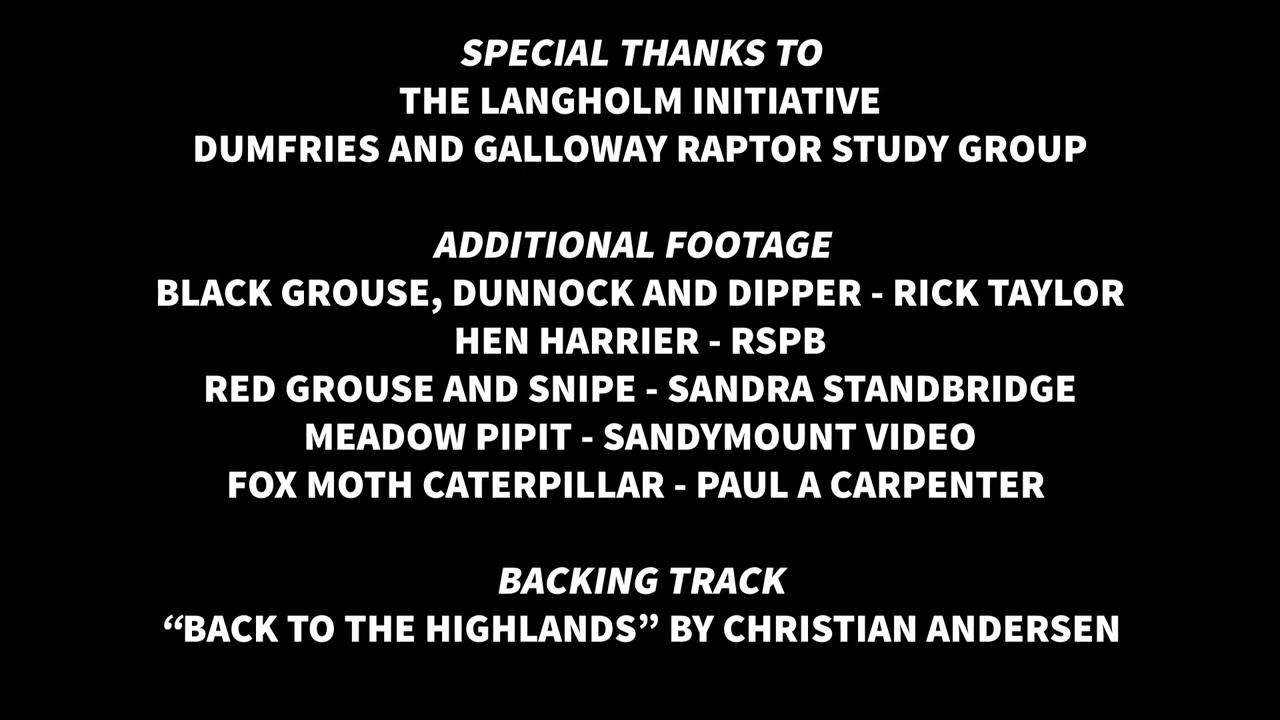 SPECIAL THANKS TO
THE LANGHOLM INITIATIVE
DUMFRIES AND GALLOWAY RAPTOR STUDY GROUP
ADDITIONAL FOOTAGE
BLACK GROUSE, DUNNOCK AND DIPPER - RICK TAYLOR
HEN HARRIER - RSPB
RED GROUSE AND SNIPE - SANDRA STANDBRIDGE
MEADOW PIPIT - SANDYMOUNT VIDEO
FOX MOTH CATERPILLAR - PAUL A CARPENTER
BACKING TRACK
“BACK TO THE HIGHLANDS” BY CHRISTIAN ANDERSEN